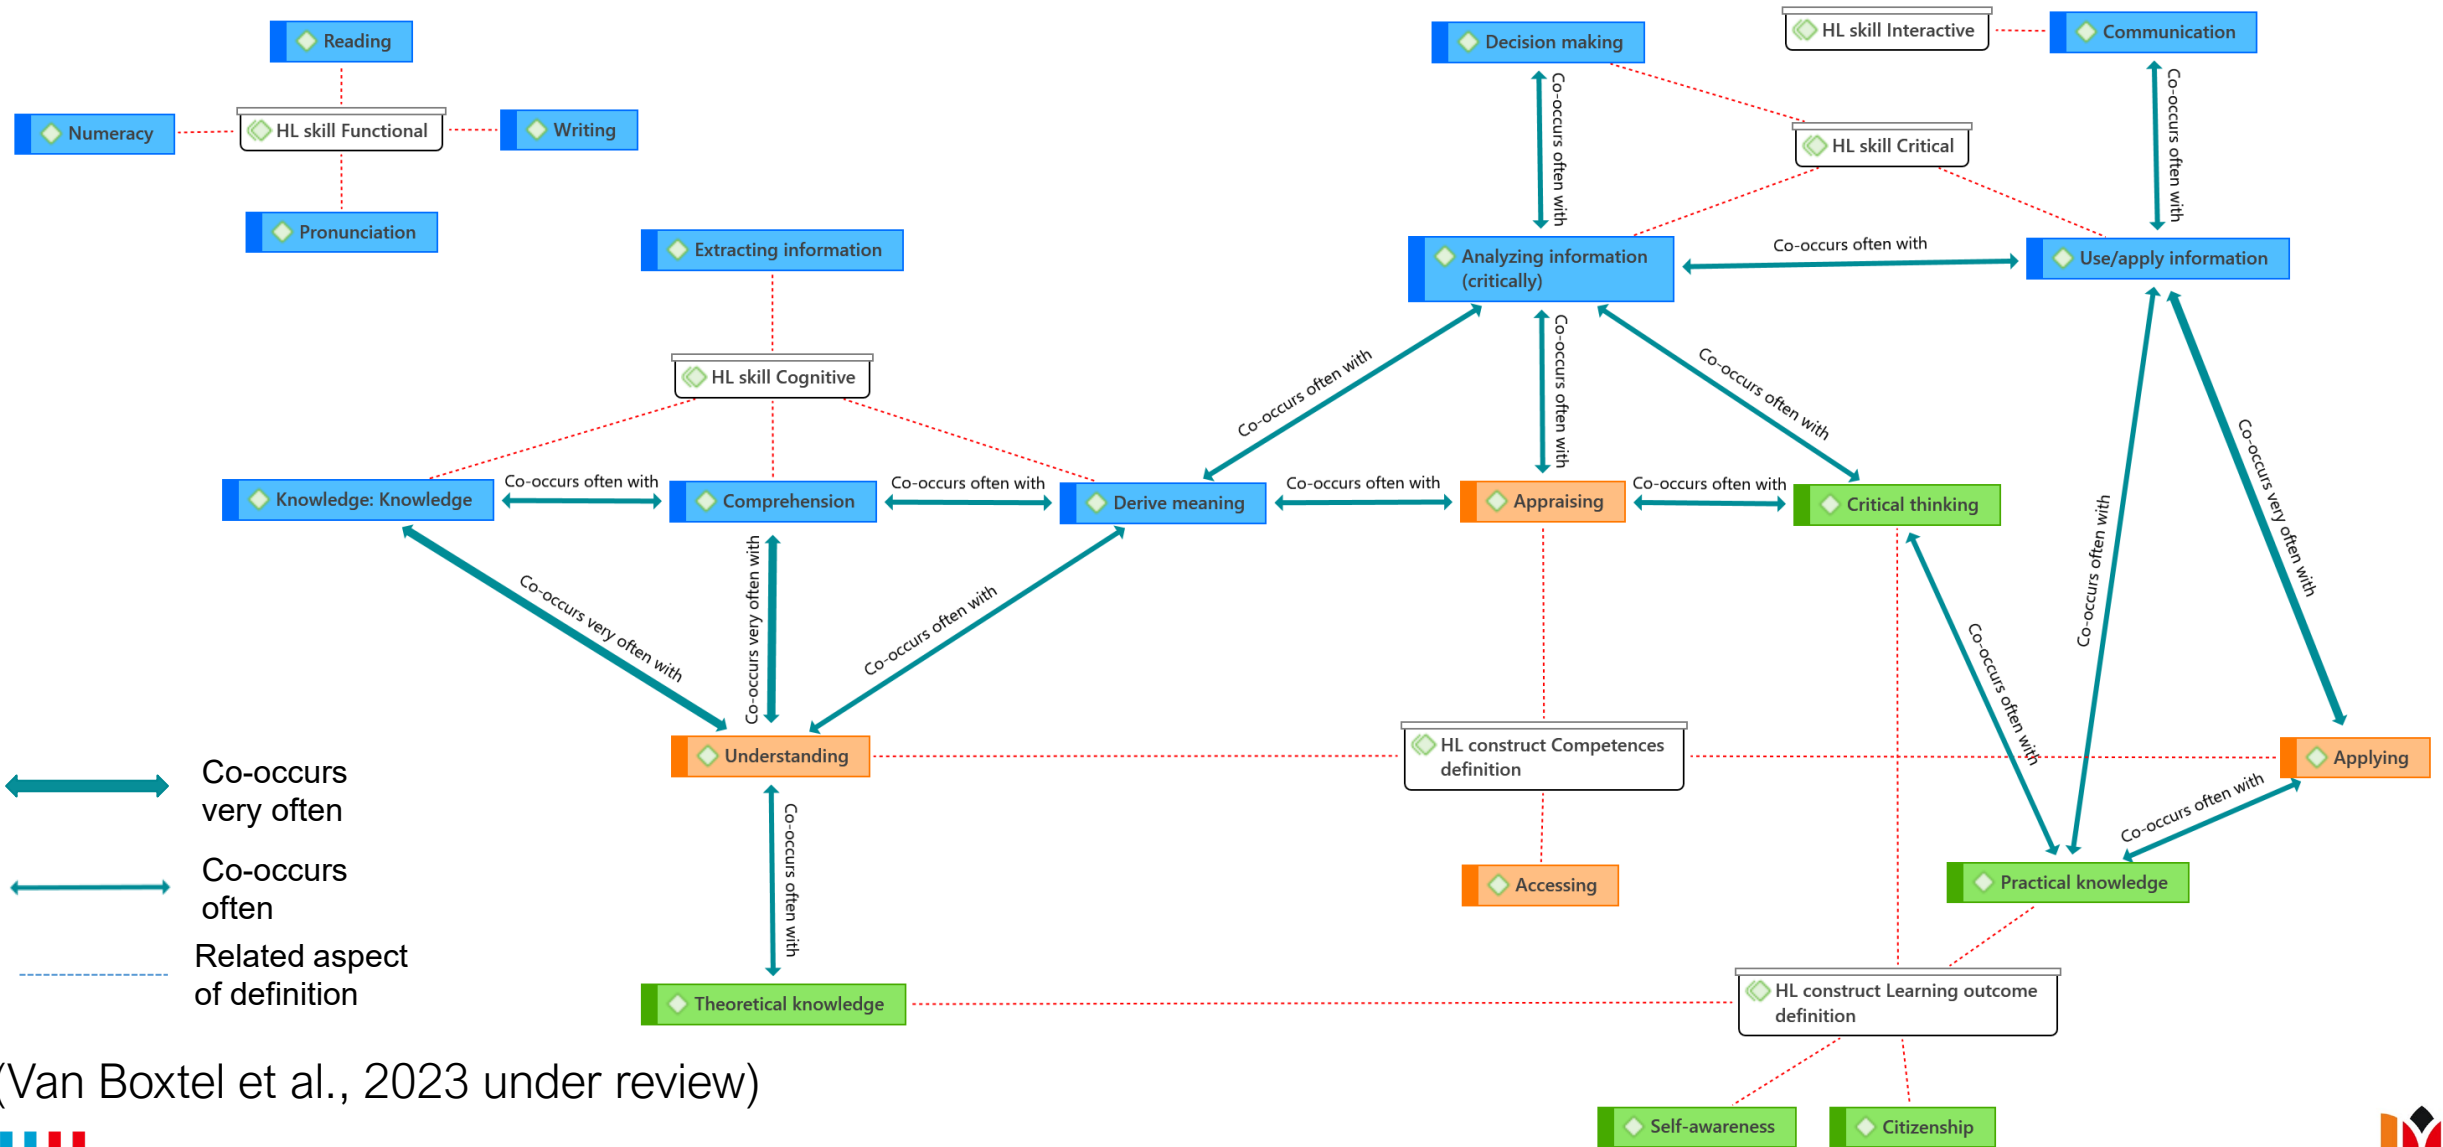 Reading
Numeracy
HL skill Functional
Writing
Pronunciation
Decision making
HL skill Interactive
Communication
Co-occurs often with
Co-occurs often with
HL skill Critical
Extracting information
Analyzing information
(critically)
Co-occurs often with
Use/apply information
HL skill Cognitive
Co-occurs often with
Co-occurs often with
Co-occurs often with
Knowledge: Knowledge
Co-occurs often with
Comprehension
Co-occurs often with
Derive meaning
Co-occurs often with
Appraising
Co-occurs often with
Critical thinking
Co-occurs very often with
Co-occurs very often with
Co-occurs often with
Co-occurs often with
Co-occurs often with
Co-occurs very often with
Understanding
HL construct Competences
definition
Applying
Co-occurs often with
Co-occurs often with
Accessing
Practical knowledge
Theoretical knowledge
HL construct Learning outcome
definition
Self-awareness
Citizenship
Co-occurs
very often
Co-occurs
often
Related aspect
of definition
(Van Boxtel et al., 2023 under review)